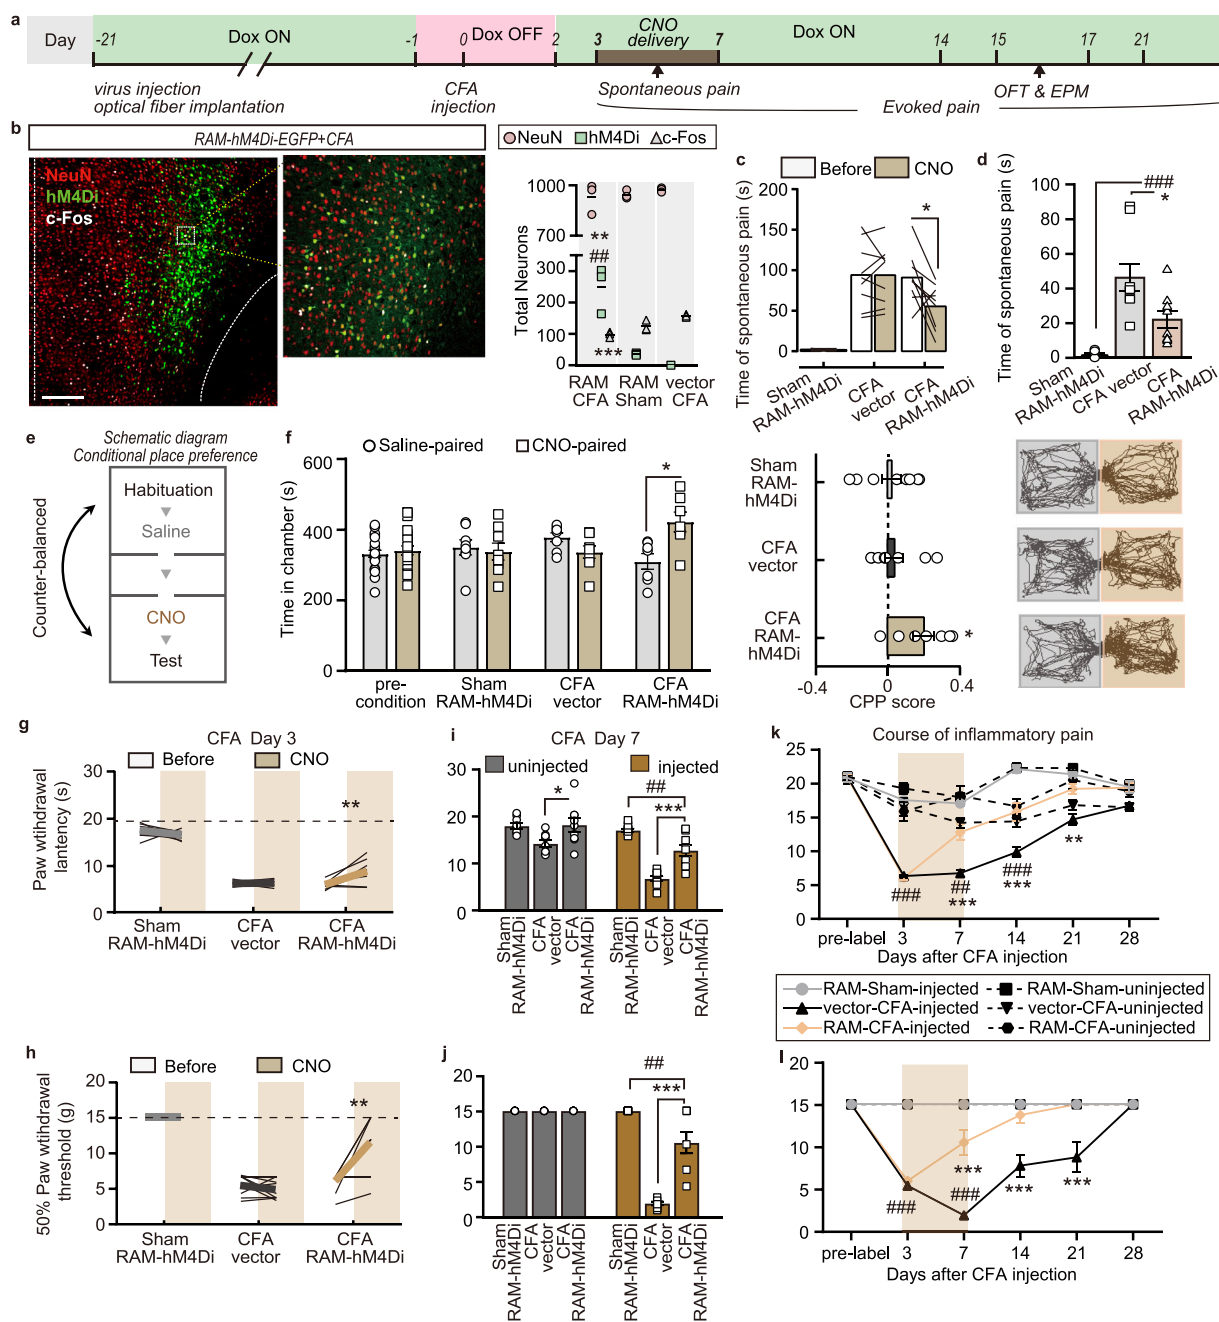 a
Day
-21
Dox ON
-1
0
Dox OFF
2
3
CNO
delivery
7
Dox ON
14
15
17
21
virus injection
optical fiber implantation
CFA
injection
Spontaneous pain
OFT & EPM
Evoked pain
b
RAM-hM4Di-EGFP+CFA
NeuN
hM4Di
c-Fos
NeuN hM4Di c-Fos
Total Neurons
1000
700
300
200
100
0
**
##
***
RAM RAM vector
CFA Sham CFA
c
Before CNO
Time of spontaneous pain (s)
200
150
100
50
0
*
Sham
RAM-hM4Di
CFA
vector
CFA
RAM-hM4Di
d
Time of spontaneous pain (s)
100
80
60
40
20
0
###
*
Sham
RAM-hM4Di
CFA vector
CFA
RAM-hM4Di
e
Schematic diagram
Conditional place preference
Counter-balanced
Habituation
Saline
CNO
Test
f
Saline-paired CNO-paired
Time in chamber (s)
600
400
200
0
*
pre-
condition
Sham
RAM-hM4Di
CFA
vector
CFA
RAM-hM4Di
Sham
RAM-
hM4Di
CFA
vector
CFA
RAM-
hM4Di
*
-0.4 0 0.4
CPP score
g
CFA Day 3
Before CNO
Paw wtihdrawal
lantency (s)
30
20
10
0
**
Sham
RAM-hM4Di
CFA
vector
CFA
RAM-hM4Di
i
CFA Day 7
uninjected injected
30
20
10
0
*
##
***
Sham
RAM-hM4Di
CFA
vector
CFA
RAM-hM4Di
Sham
RAM-hM4Di
CFA
vector
CFA
RAM-hM4Di
k
Course of inflammatory pain
25
20
15
10
5
0
###
##
***
###
***
**
pre-label 3 7 14 21 28
Days after CFA injection
RAM-Sham-injected RAM-Sham-uninjected
vector-CFA-injected vector-CFA-uninjected
RAM-CFA-injected RAM-CFA-uninjected
h
Before CNO
50% Paw wtihdrawal
threshold (g)
20
15
10
5
0
**
Sham
RAM-hM4Di
CFA
vector
CFA
RAM-hM4Di
j
20
15
10
5
0
##
***
Sham
RAM-hM4Di
CFA
vector
CFA
RAM-hM4Di
Sham
RAM-hM4Di
CFA
vector
CFA
RAM-hM4Di
l
20
15
10
5
0
###
***
###
***
***
pre-label 3 7 14 21 28
Days after CFA injection